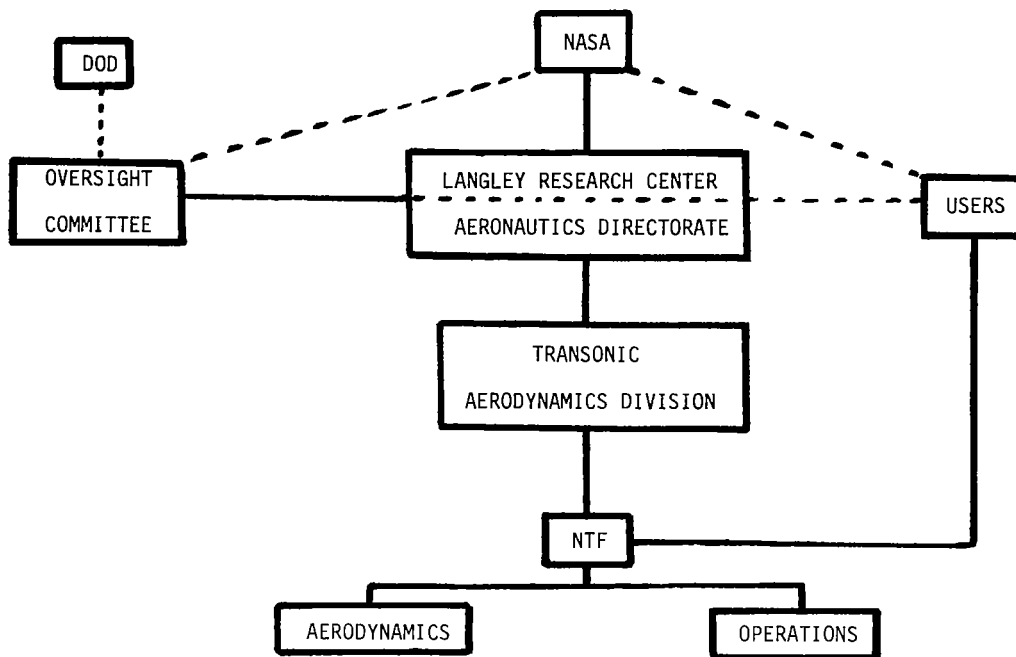 NASA
DOD
OVERSIGHT
COMMITTEE
LANGLEY RESEARCH CENTER
AERONAUTICS DIRECTORATE
USERS
TRANSONIC
AERODYNAMICS DIVISION
NTF
AERODYNAMICS
OPERATIONS